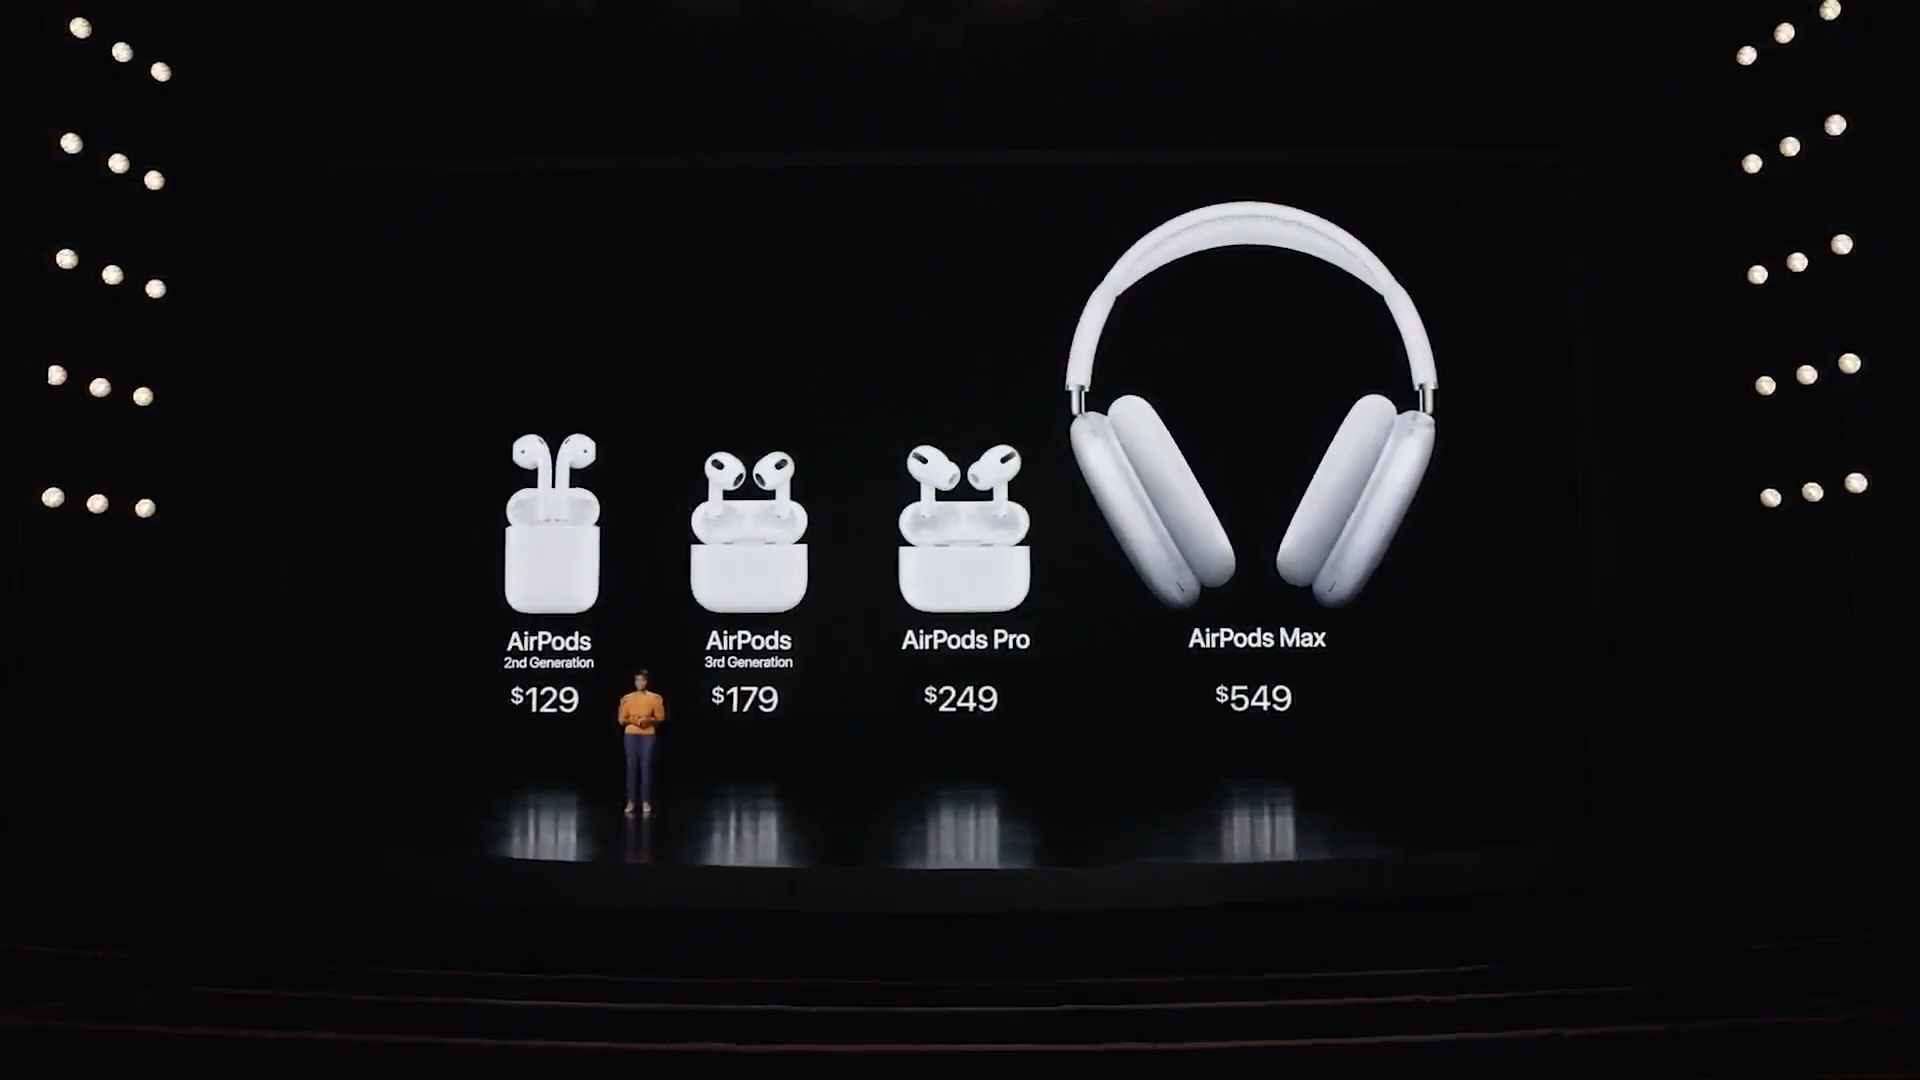 AirPods
2nd Generation
$129
AirPods
3rd Generation
$179
AirPods Pro
$249
AirPods Max
$549